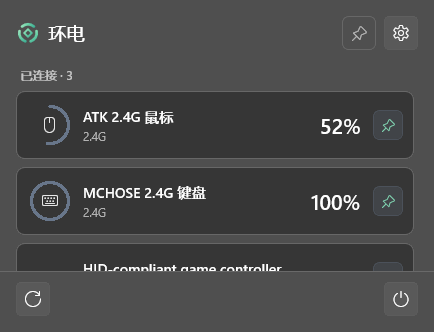 环电
已连接 · 3
ATK 2.4G 鼠标
2.4G
52%
MCHOSE 2.4G 键盘
2.4G
100%
HID-compliant game controller